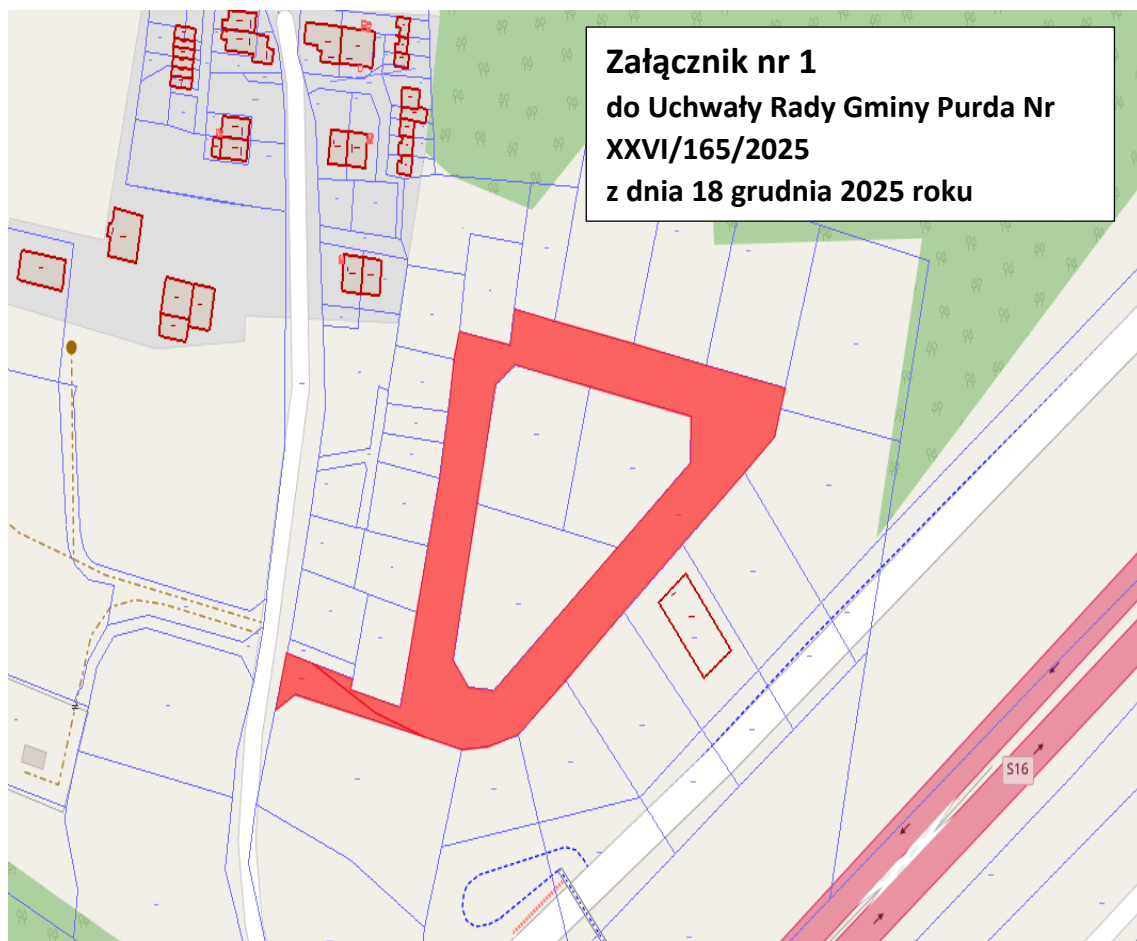 Załącznik nr 1
do Uchwały Rady Gminy Purda Nr
XXVI/165/2025
z dnia 18 grudnia 2025 roku
S16